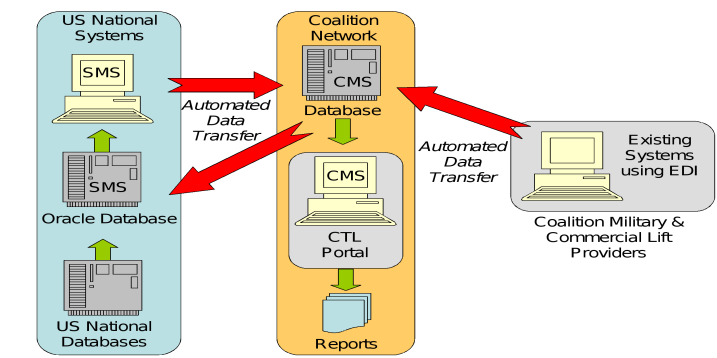 US National
Systems
SMS
SMS
Oracle Database
US National
Databases
Automated
Data
Transfer
Coalition
Network
CMS
Database
CMS
CTL
Portal
Reports
Automated
Data
Transfer
Existing
Systems
using EDI
Coalition Military &
Commercial Lift
Providers